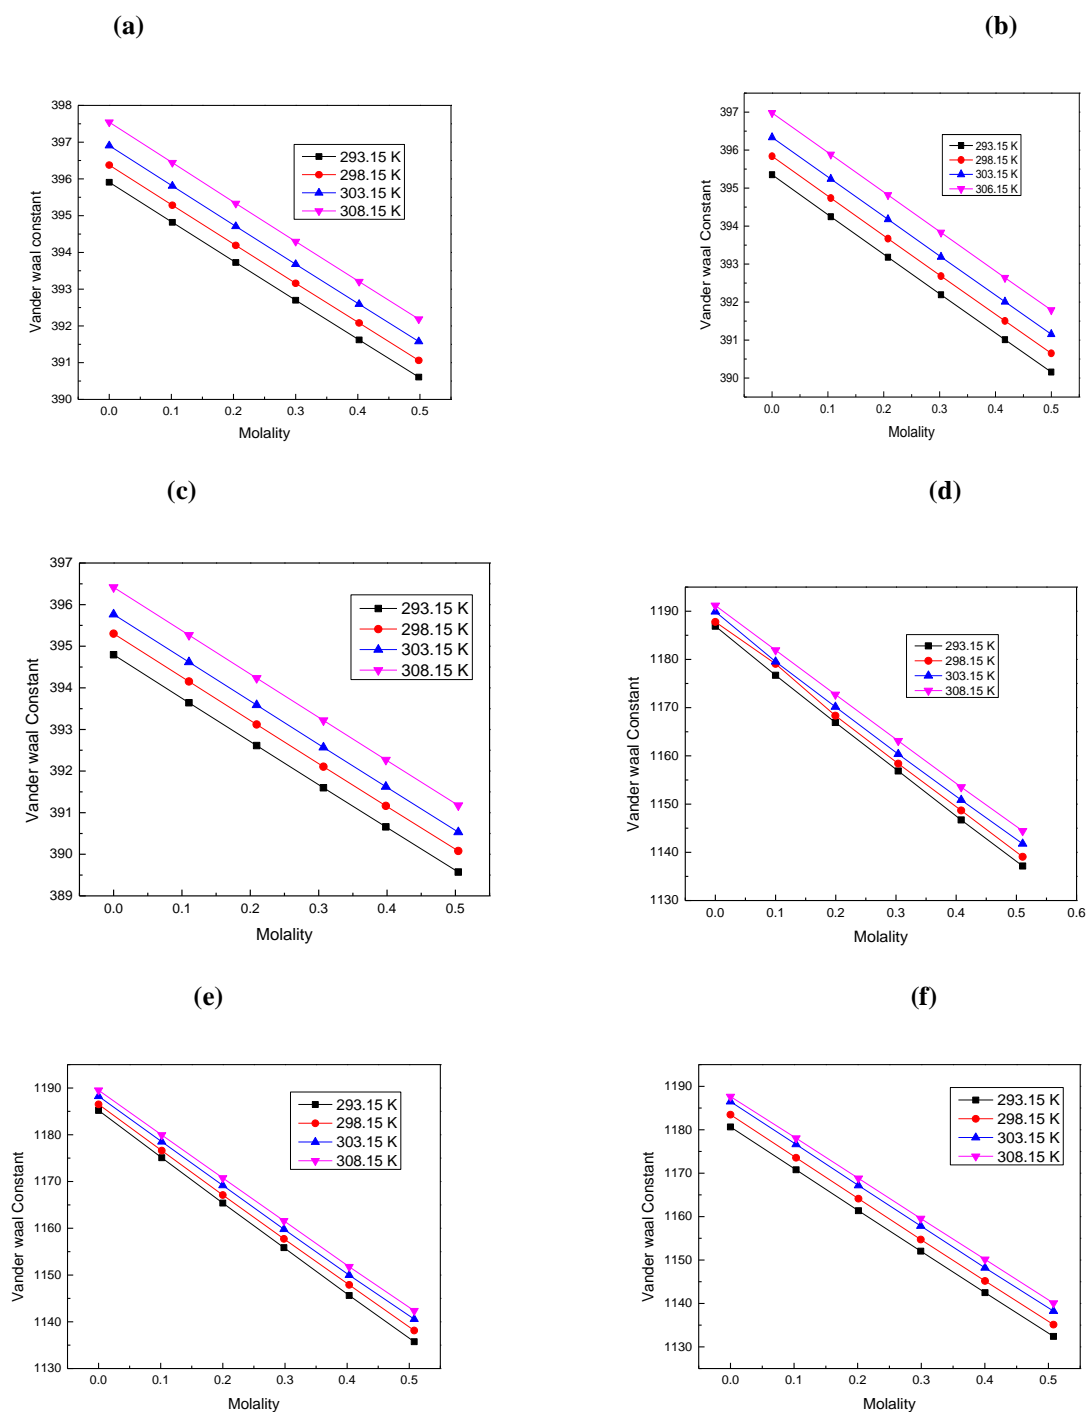 (a)
(b)
398
397
396
395
394
393
392
391
390
Vander waal constant
293.15 K
298.15 K
303.15 K
308.15 K
0.0 0.1 0.2 0.3 0.4 0.5
Molality
397
396
395
394
393
392
391
390
Vander waal Constant
293.15 K
298.15 K
303.15 K
306.15 K
0.0 0.1 0.2 0.3 0.4 0.5
Molality
(c)
(d)
397
396
395
394
393
392
391
390
389
Vander waal Constant
293.15 K
298.15 K
303.15 K
308.15 K
0.0 0.1 0.2 0.3 0.4 0.5
Molality
1190
1180
1170
1160
1150
1140
1130
Vander waal Constant
293.15 K
298.15 K
303.15 K
308.15 K
0.0 0.1 0.2 0.3 0.4 0.5 0.6
Molality
(e)
(f)
1190
1180
1170
1160
1150
1140
1130
Vander waal Constant
293.15 K
298.15 K
303.15 K
308.15 K
0.0 0.1 0.2 0.3 0.4 0.5
Molality
1190
1180
1170
1160
1150
1140
1130
Vander waal Constant
293.15 K
298.15 K
303.15 K
308.15 K
0.0 0.1 0.2 0.3 0.4 0.5
Molality